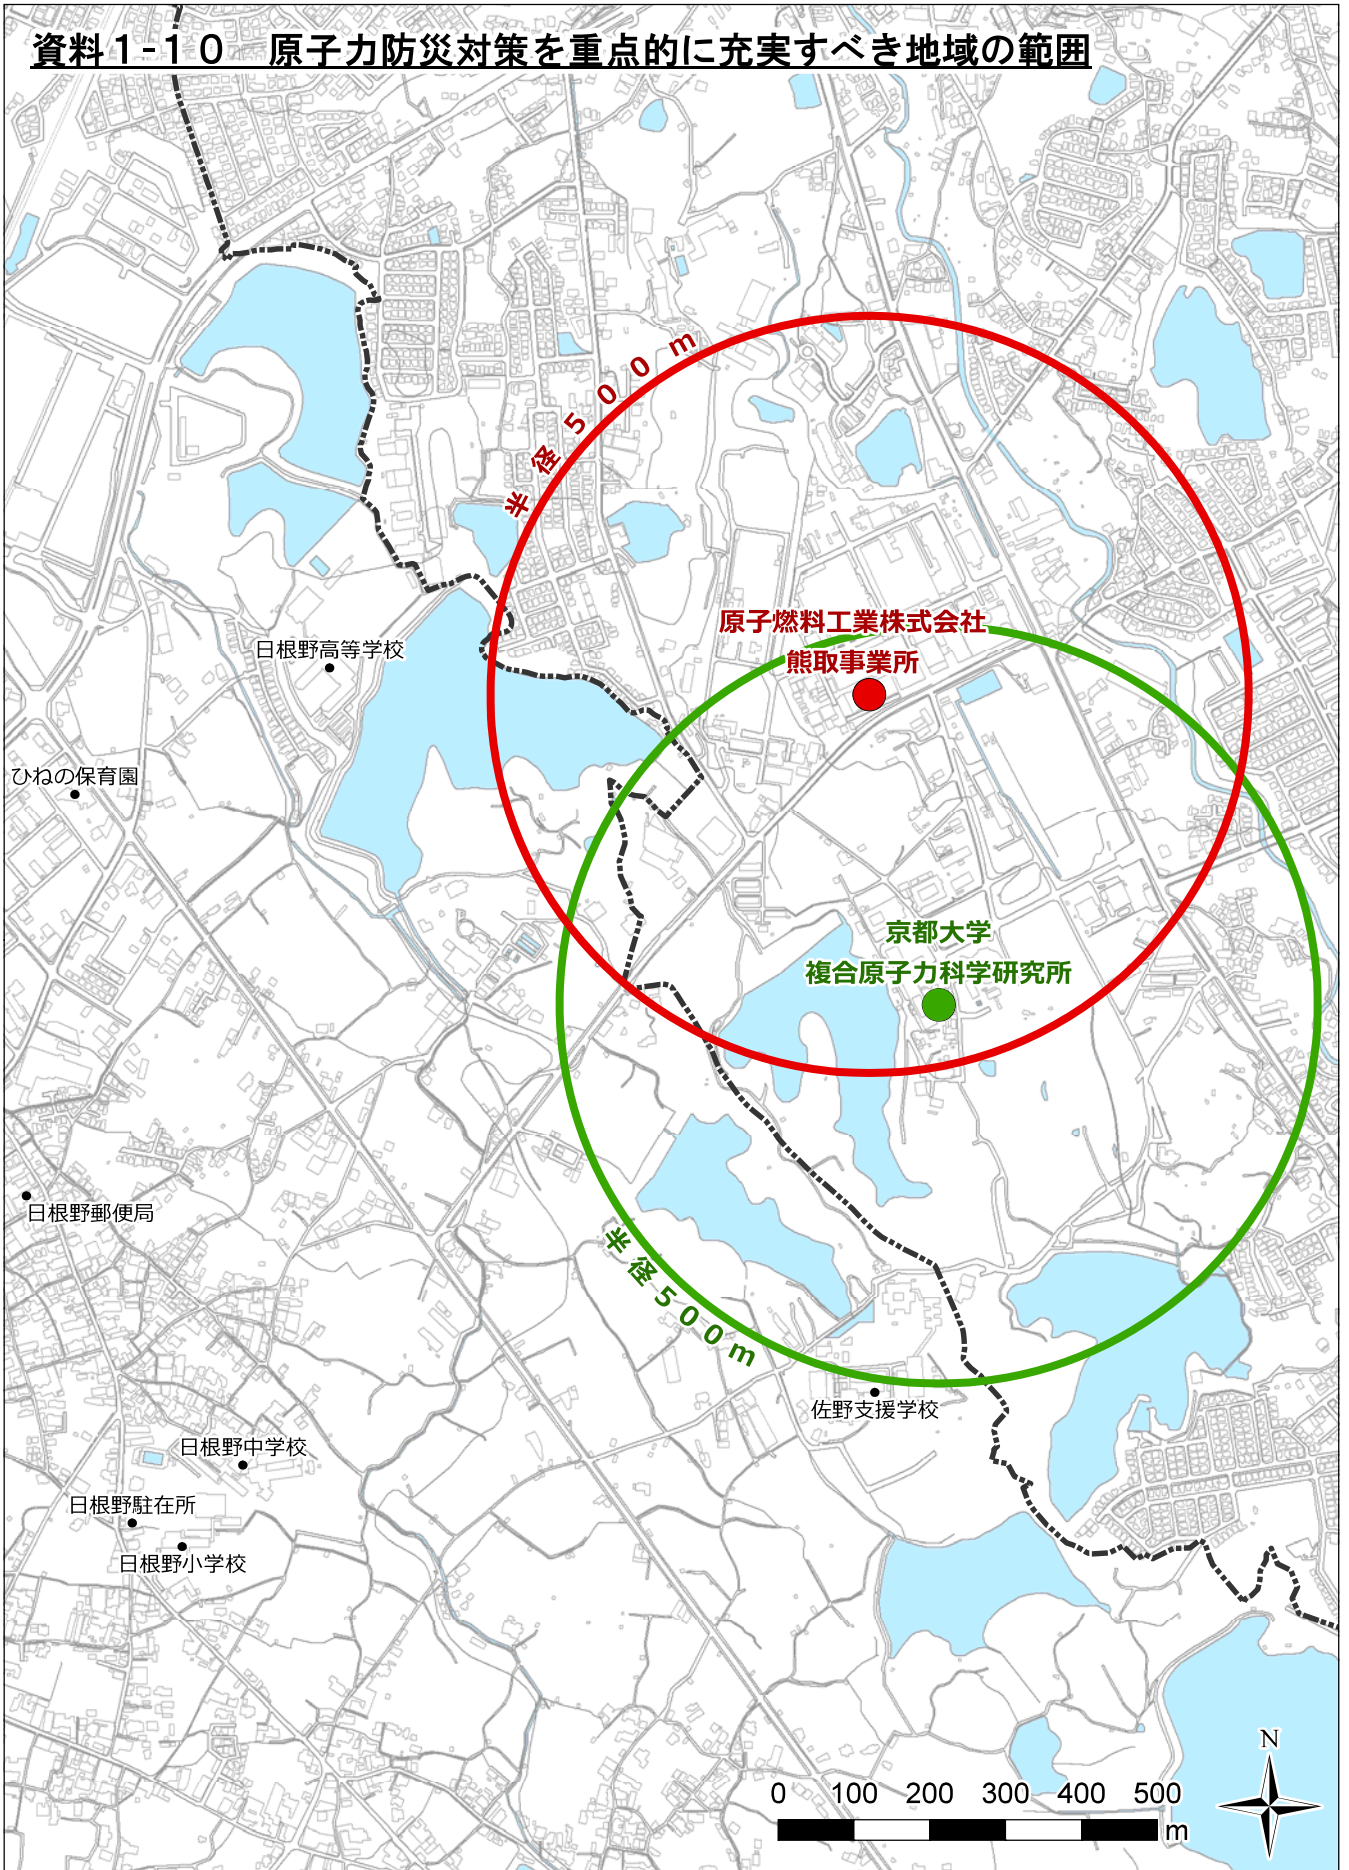 資料１-１０　原子力防災対策を重点的に充実すべき地域の範囲
半径５００ｍ
原子燃料工業株式会社
熊取事業所
日根野高等学校
ひねの保育園
京都大学
複合原子力科学研究所
日根野郵便局
半径５００ｍ
佐野支援学校
日根野中学校
日根野駐在所
日根野小学校
N
0 100 200 300 400 500
m